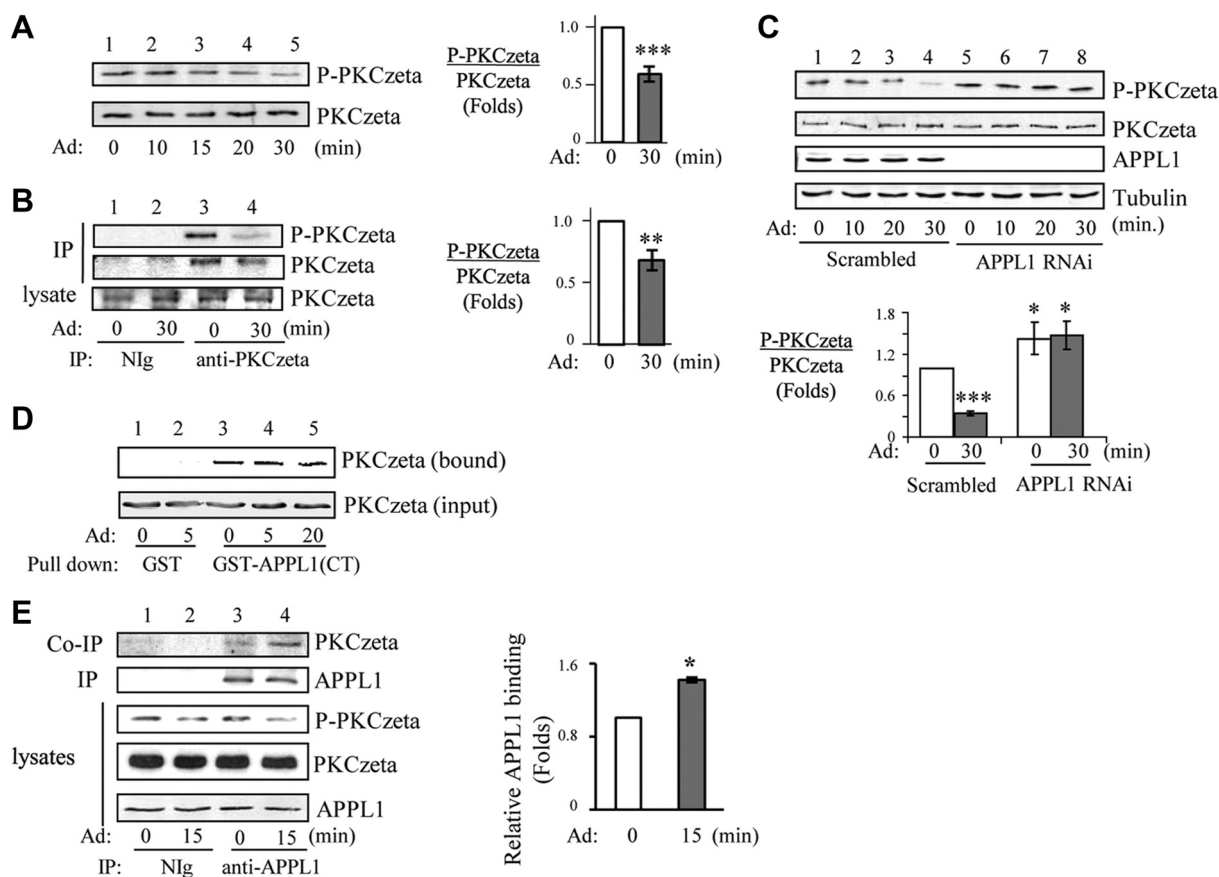 A
1 2 3 4 5
P-PKCzeta
PKCzeta
Ad: 0 10 15 20 30 (min)
P-PKCzeta
PKCzeta
(Folds)
1.0
0.5
0
***
Ad: 0 30 (min)
B
1 2 3 4
IP
P-PKCzeta
PKCzeta
lysate
PKCzeta
Ad: 0 30 0 30 (min)
IP: NIg anti-PKCzeta
P-PKCzeta
PKCzeta
(Folds)
1.0
0.5
0
**
Ad: 0 30 (min)
C
1 2 3 4 5 6 7 8
P-PKCzeta
PKCzeta
APPL1
Tubulin
Ad: 0 10 20 30 0 10 20 30 (min.)
Scrambled APPL1 RNAi
P-PKCzeta
PKCzeta
(Folds)
1.8
1.2
0.6
0
*** * *
Ad: 0 30 0 30 (min)
Scrambled APPL1 RNAi
D
1 2 3 4 5
PKCzeta (bound)
PKCzeta (input)
Ad: 0 5 0 5 20
Pull down: GST GST-APPL1(CT)
E
1 2 3 4
Co-IP PKCzeta
IP APPL1
lysates
P-PKCzeta
PKCzeta
APPL1
Ad: 0 15 0 15 (min)
IP: NIg anti-APPL1
Relative APPL1 binding
(Folds)
1.6
0.8
0
*
Ad: 0 15 (min)